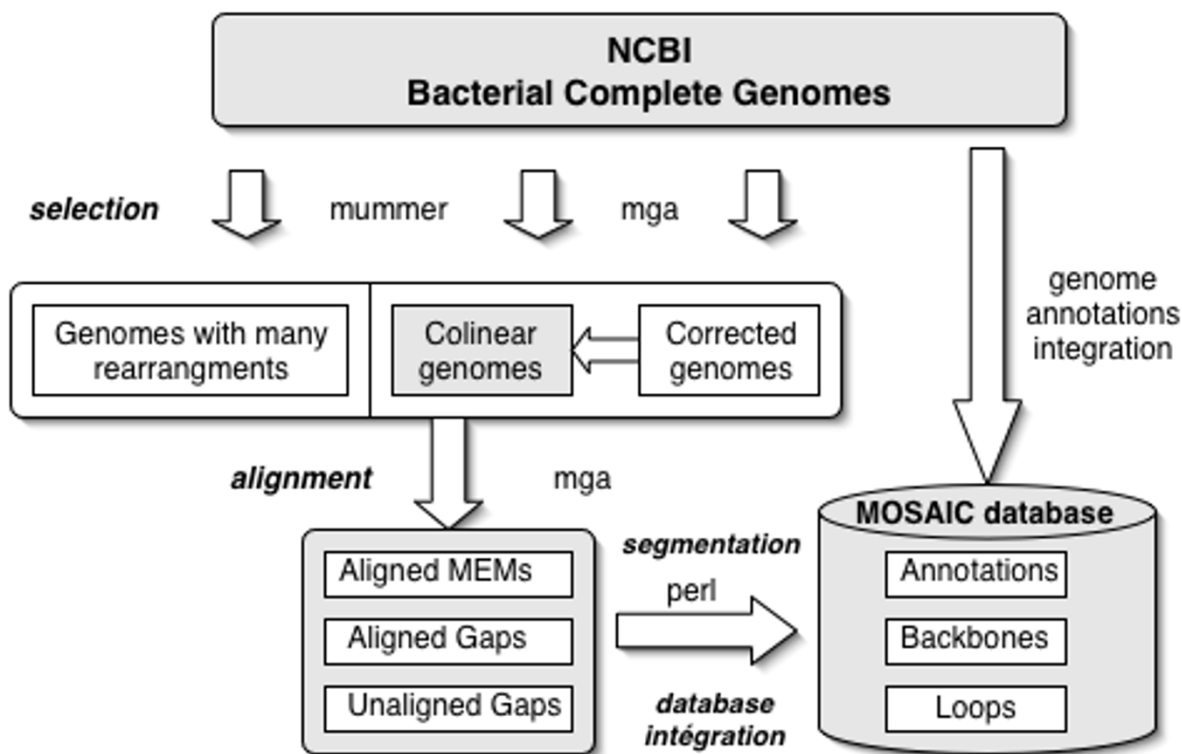 NCBI
Bacterial Complete Genomes
selection
mummer
mga
genome
annotations
integration
Genomes with many
rearrangments
Colinear
genomes
Corrected
genomes
alignment
mga
Aligned MEMs
Aligned Gaps
Unaligned Gaps
segmentation
perl
database
intégration
MOSAIC database
Annotations
Backbones
Loops